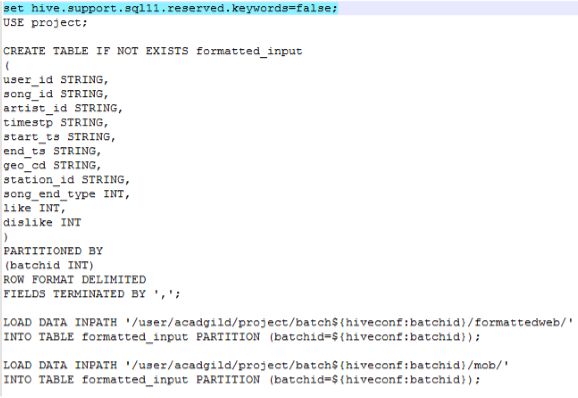 set hive.support.sql11.reserved.keywords=false;
USE project;
CREATE TABLE IF NOT EXISTS formatted_input
(
user_id STRING,
song_id STRING,
artist_id STRING,
timestp STRING,
start_ts STRING,
end_ts STRING,
geo_cd STRING,
station_id STRING,
song_end_type INT,
like INT,
dislike INT
)
PARTITIONED BY
(batchid INT)
ROW FORMAT DELIMITED
FIELDS TERMINATED BY ',';
LOAD DATA INPATH '/user/acadgild/project/batch${hiveconf:batchid}/formattedweb/'
INTO TABLE formatted_input PARTITION (batchid=${hiveconf:batchid});
LOAD DATA INPATH '/user/acadgild/project/batch${hiveconf:batchid}/mob/'
INTO TABLE formatted_input PARTITION (batchid=${hiveconf:batchid});